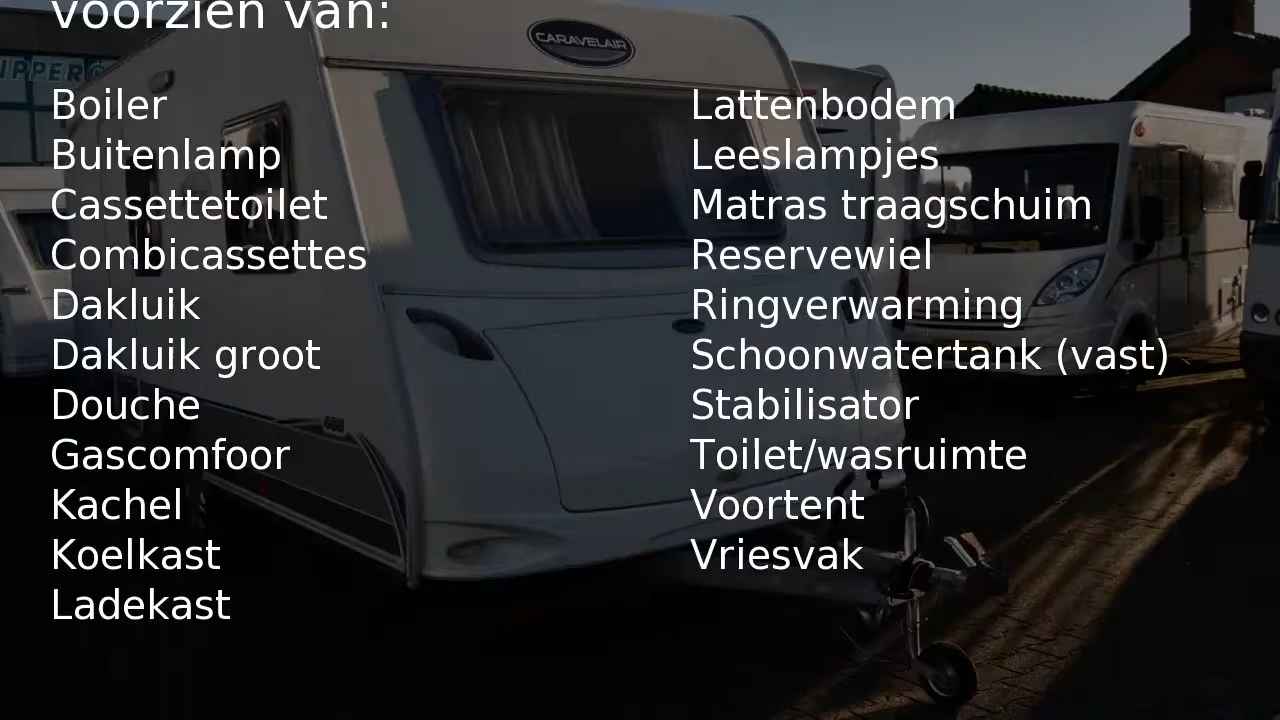 voorzien van:
Boiler
Buitenlamp
Cassettetoilet
Combicassettes
Dakluik
Dakluik groot
Douche
Gascomfoor
Kachel
Koelkast
Ladekast
Lattenbodem
Leeslampjes
Matras traagschuim
Reservewiel
Ringverwarming
Schoonwatertank (vast)
Stabilisator
Toilet/wasruimte
Voortent
Vriesvak
CARAVELAIR